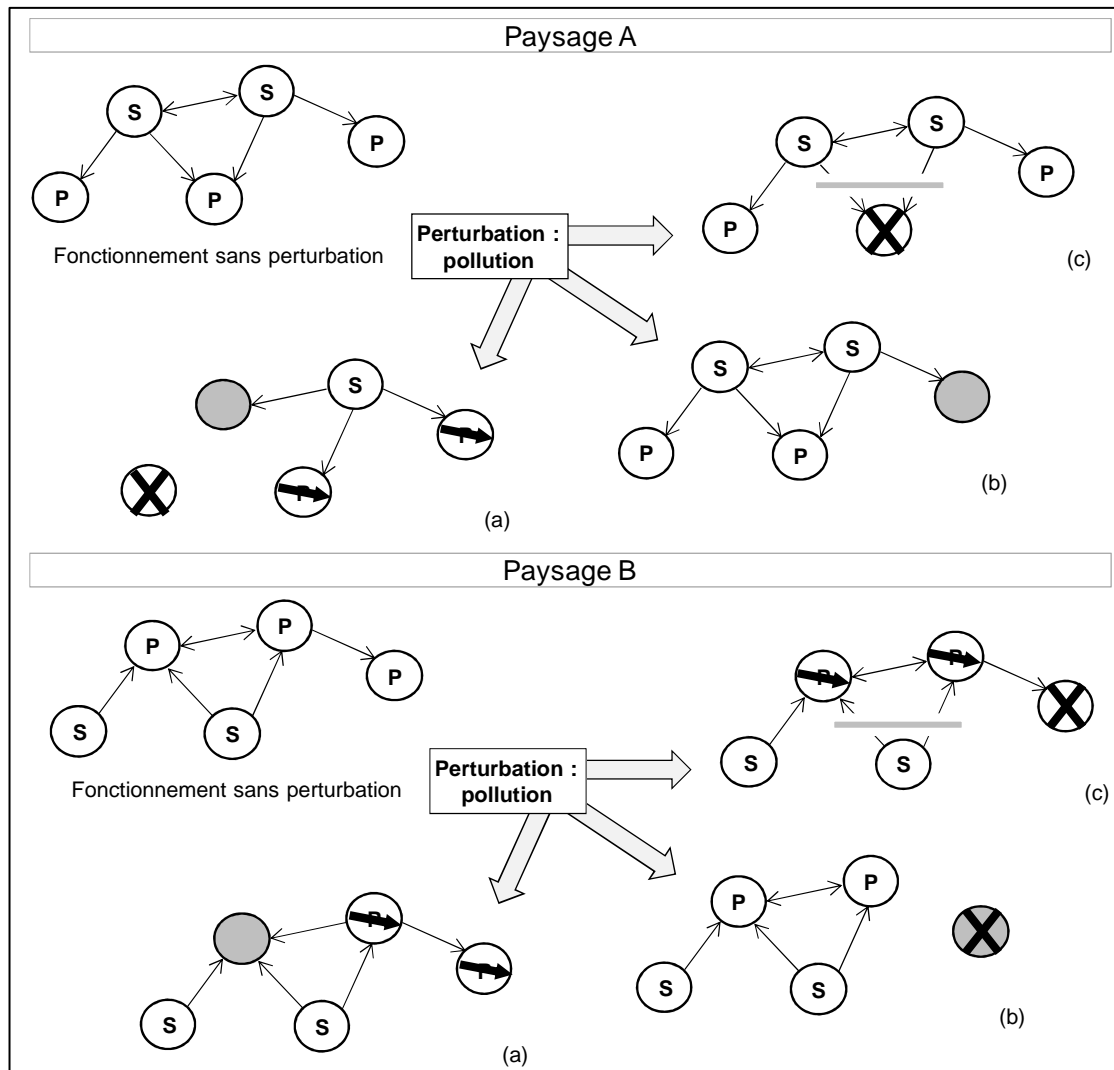 Paysage A
S
S
P
P
P
Fonctionnement sans perturbation
Perturbation :
pollution
S
S
P
P
(c)
S
P
P
(a)
S
S
P
P
(b)
Paysage B
P
P
P
S
S
Fonctionnement sans perturbation
Perturbation :
pollution
P
P
S
S
(c)
P
P
S
S
(a)
P
P
S
S
(b)